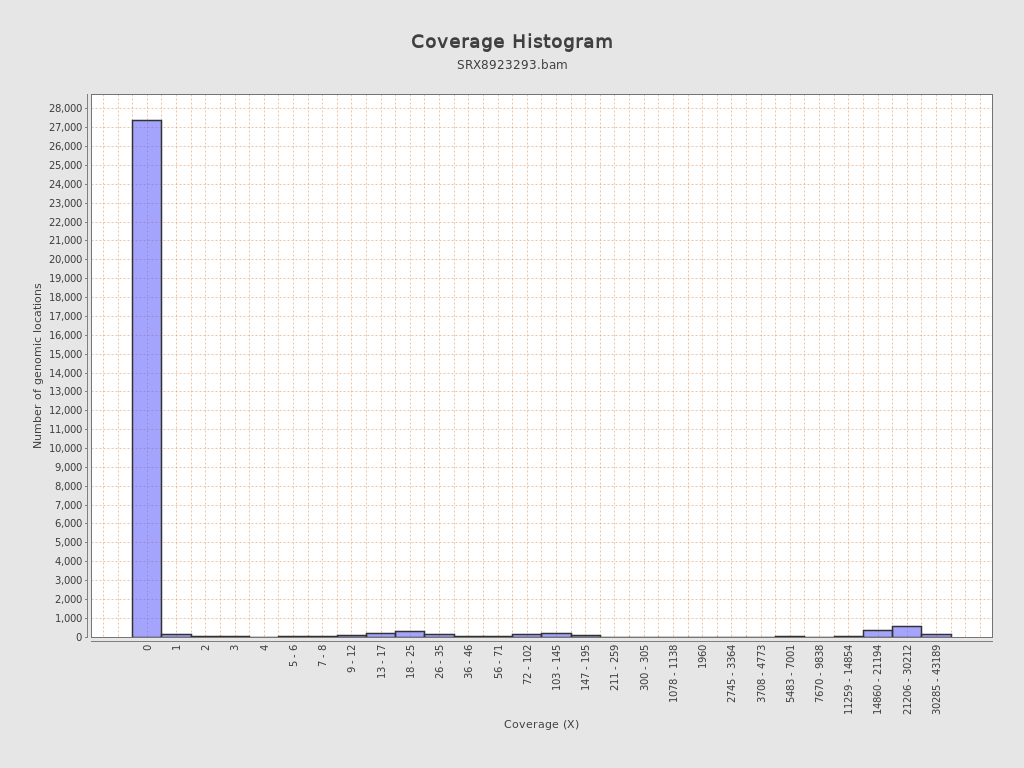 Coverage Histogram
SRX8923293.bam
Number of genomic locations
28,000
27,000
26,000
25,000
24,000
23,000
22,000
21,000
20,000
19,000
18,000
17,000
16,000
15,000
14,000
13,000
12,000
11,000
10,000
9,000
8,000
7,000
6,000
5,000
4,000
3,000
2,000
1,000
0
0
1
2
3
4
5 - 6
7 - 8
9 - 12
13 - 17
18 - 25
26 - 35
36 - 46
56 - 71
72 - 102
103 - 145
147 - 195
211 - 259
300 - 305
1078 - 1138
1960
2745 - 3364
3708 - 4773
5483 - 7001
7670 - 9838
11259 - 14854
14860 - 21194
21206 - 30212
30285 - 43189
Coverage (X)